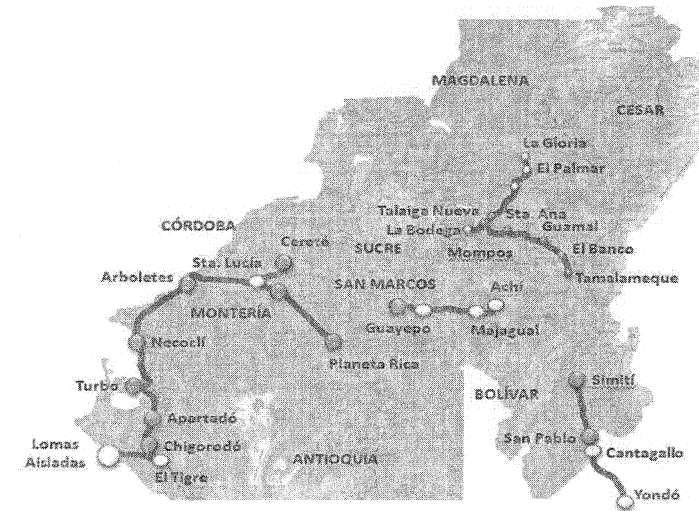 MAGDALENA
CESAR
La Gloria
El Palmar
Talaiga Nueva
Sta. Ana
CÓRDOBA
La Bodega
Guamal
Cereté
SUCRE
Mompos
El Banco
Sta. Lucía
Arboletes
SAN MARCOS
Achí
Tamalameque
MONTERÍA
Guayepo
Majagual
Necoclí
Planeta Rica
Turbo
BOLÍVAR
Simití
Apartadó
San Pablo
Lomas
Aisladas
Chigorodó
Cantagallo
ANTIOQUIA
El Tigre
Yondó